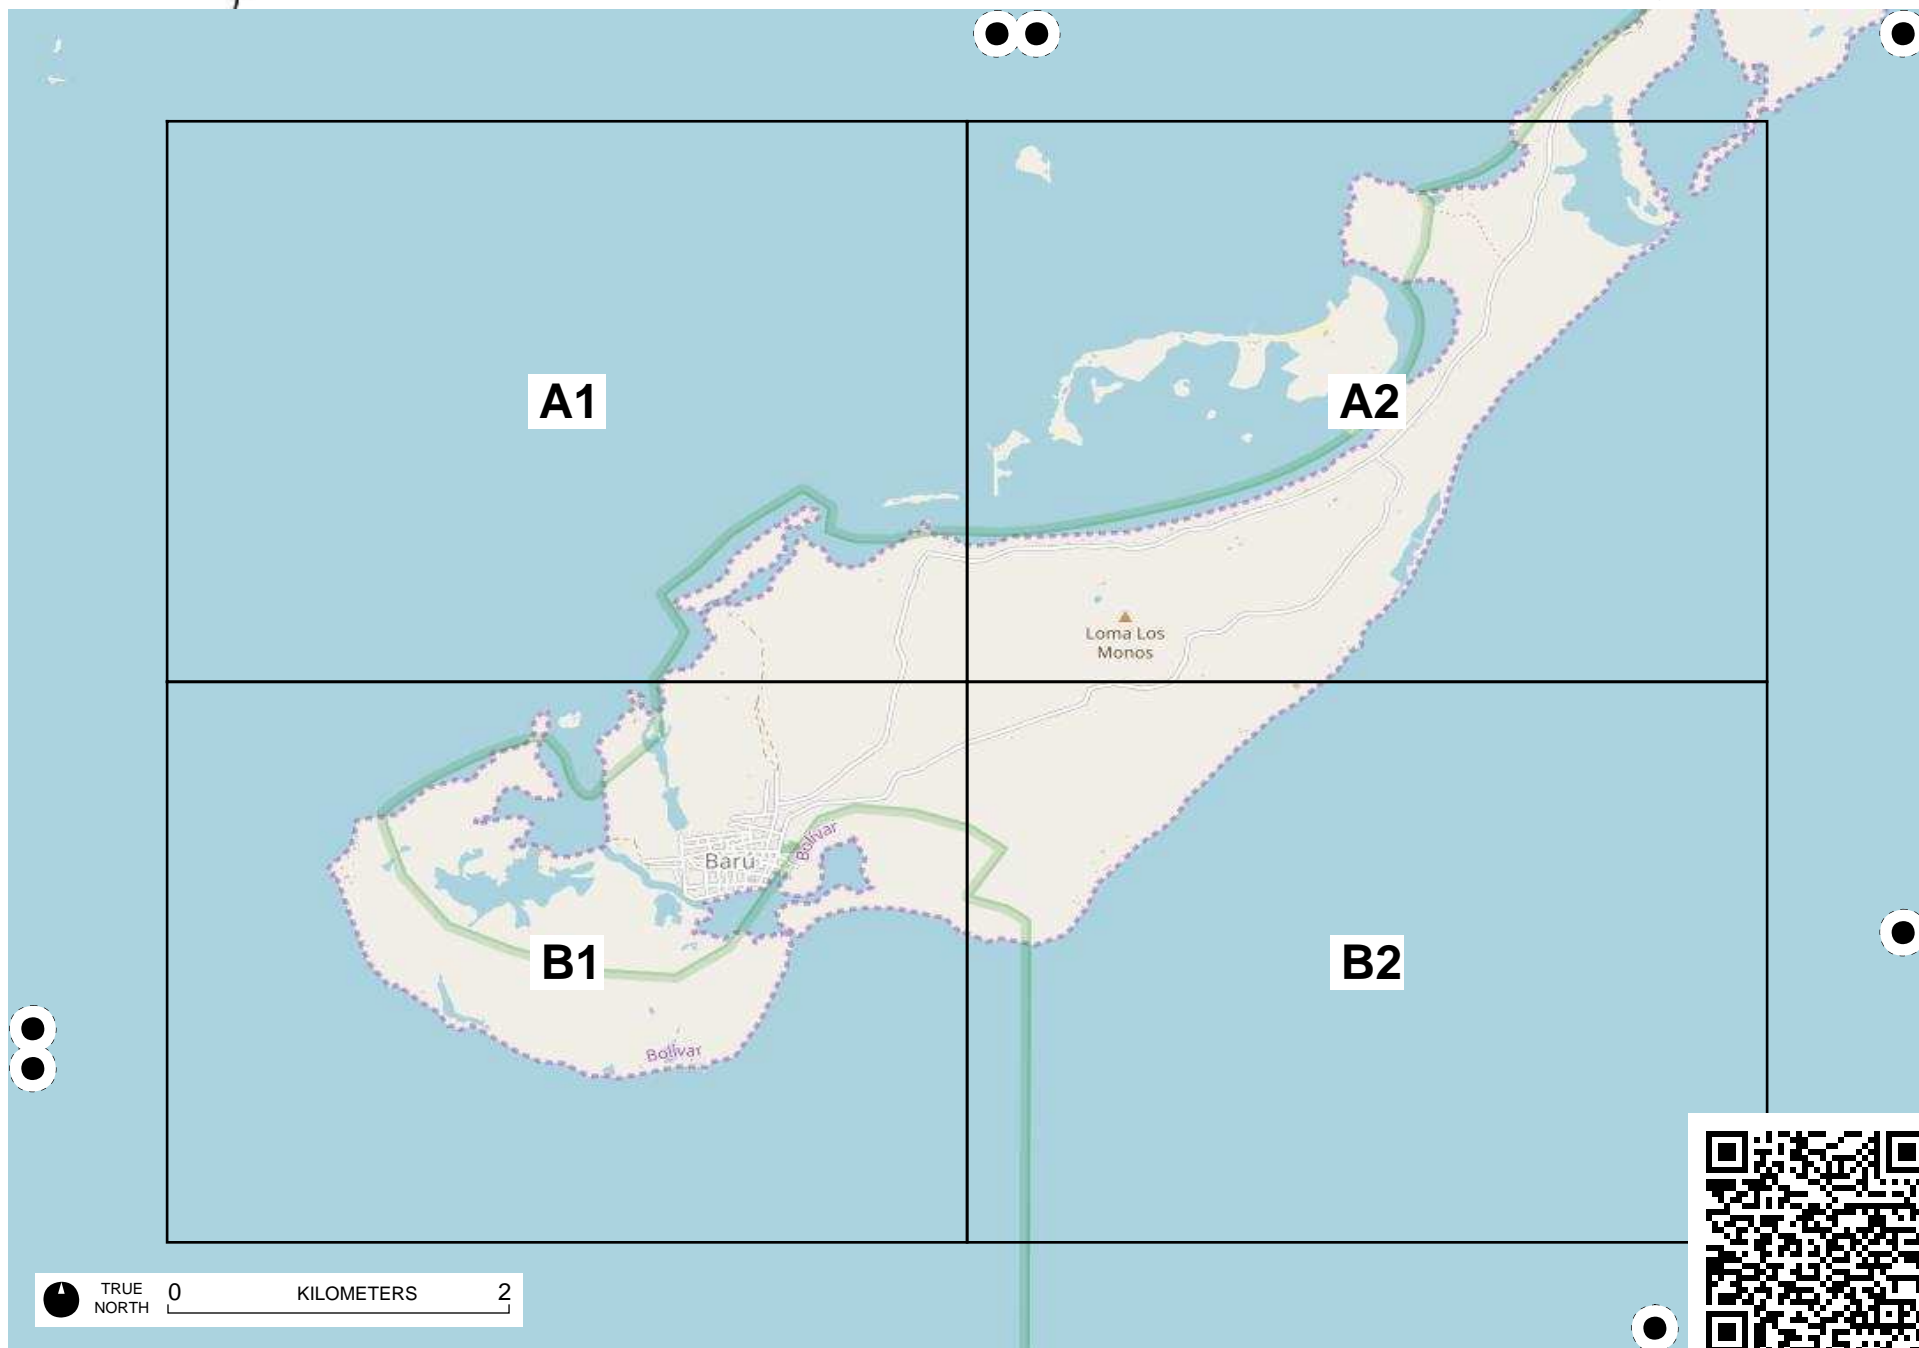 A1
A2
Loma Los
Monos
Bolívar
Barú
B1
B2
Bolívar
TRUE
NORTH
0
KILOMETERS
2